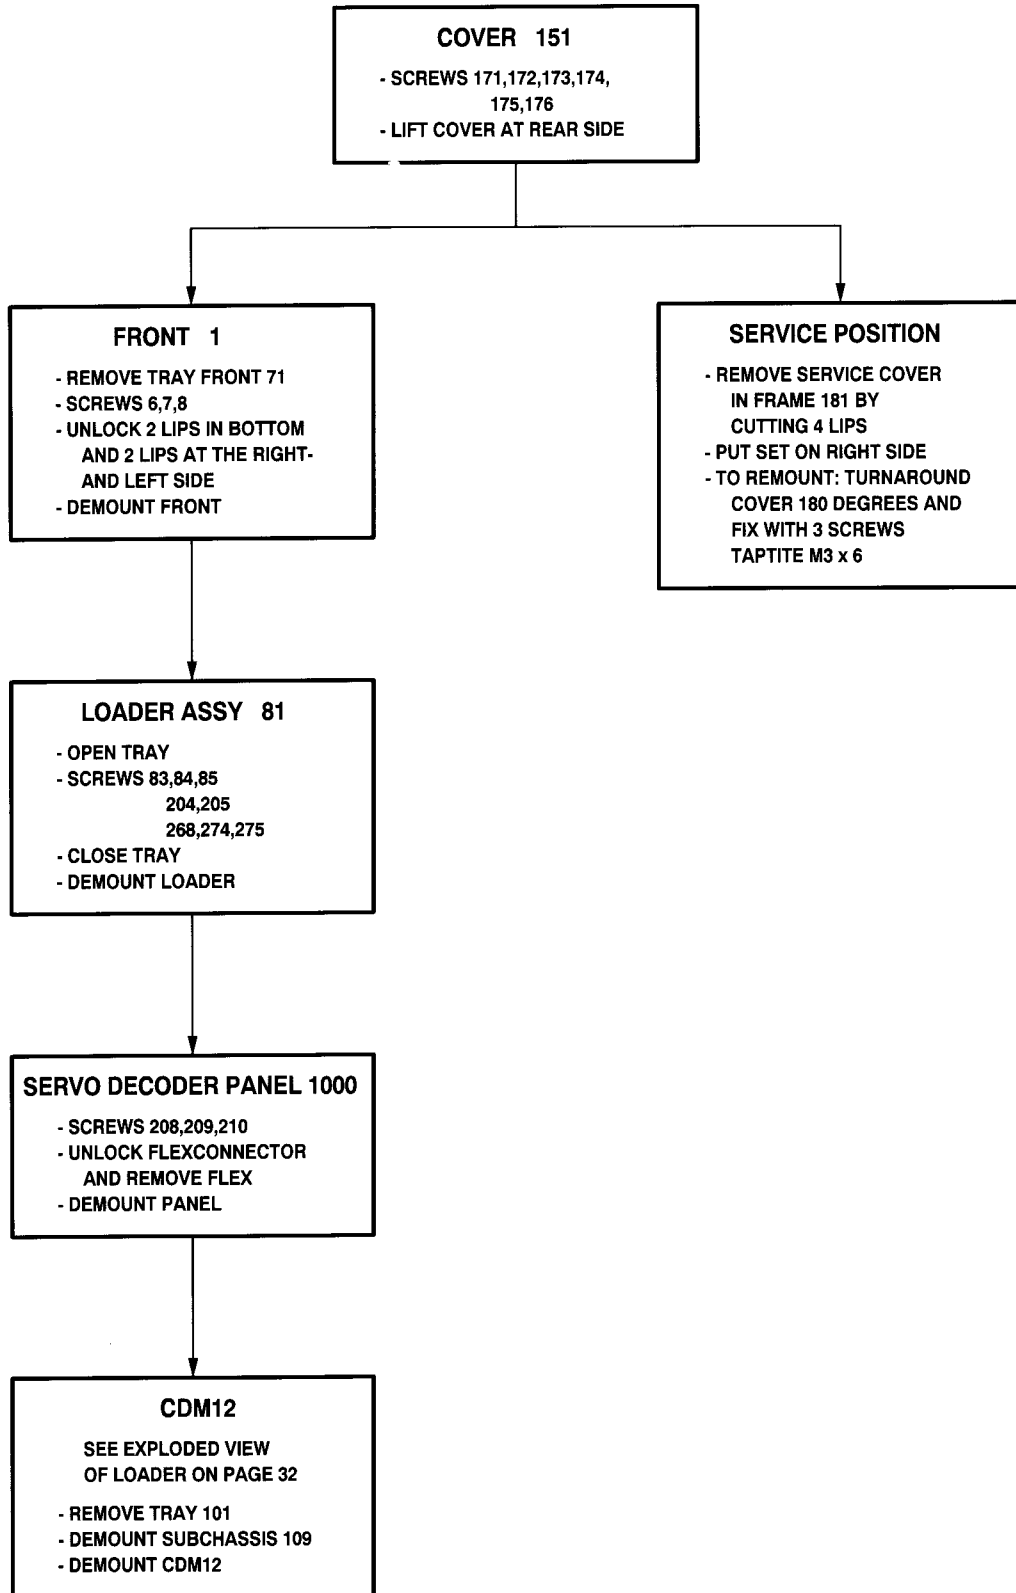 COVER 151
- SCREWS 171,172,173,174,
175,176
- LIFT COVER AT REAR SIDE
FRONT 1
- REMOVE TRAY FRONT 71
- SCREWS 6,7,8
- UNLOCK 2 LIPS IN BOTTOM
AND 2 LIPS AT THE RIGHT-
AND LEFT SIDE
- DEMOUNT FRONT
SERVICE POSITION
- REMOVE SERVICE COVER
IN FRAME 181 BY
CUTTING 4 LIPS
- PUT SET ON RIGHT SIDE
- TO REMOUNT: TURNAROUND
COVER 180 DEGREES AND
FIX WITH 3 SCREWS
TAPTITE M3 x 6
LOADER ASSY 81
- OPEN TRAY
- SCREWS 83,84,85
204,205
268,274,275
- CLOSE TRAY
- DEMOUNT LOADER
SERVO DECODER PANEL 1000
- SCREWS 208,209,210
- UNLOCK FLEXCONNECTOR
AND REMOVE FLEX
- DEMOUNT PANEL
CDM12
SEE EXPLODED VIEW
OF LOADER ON PAGE 32
- REMOVE TRAY 101
- DEMOUNT SUBCHASSIS 109
- DEMOUNT CDM12